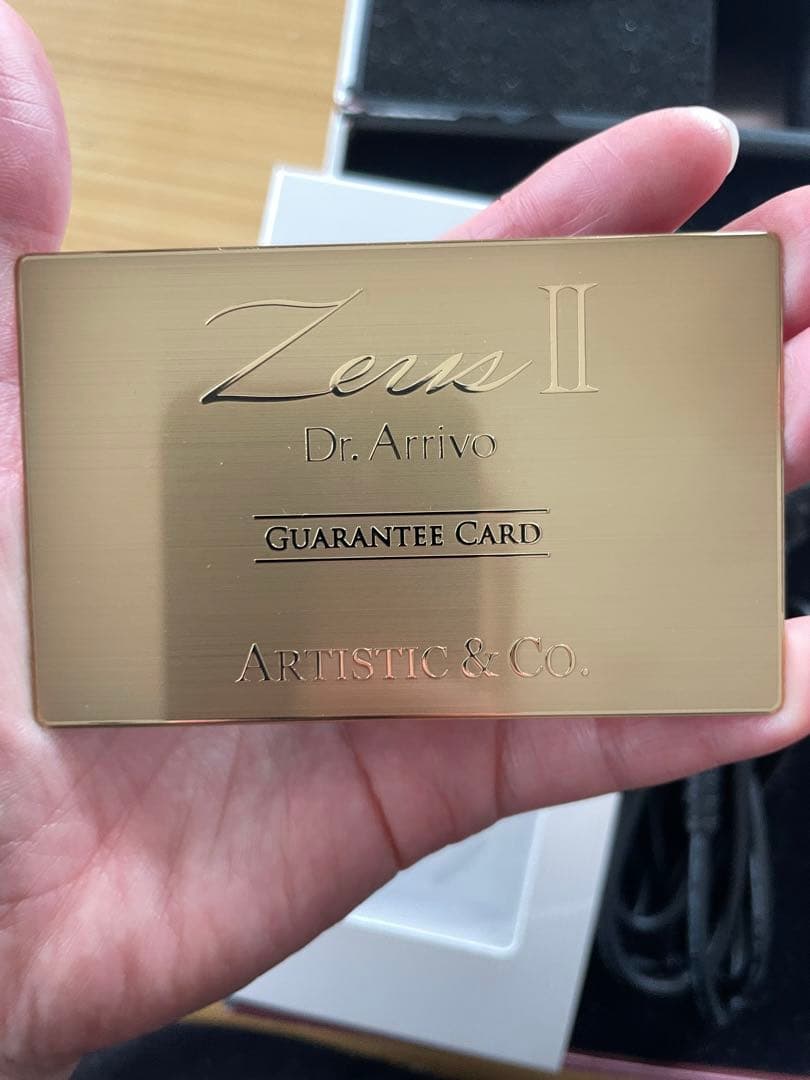 Zeus II
Dr. Arrivo
GUARANTEE CARD
ARTISTIC & CO.